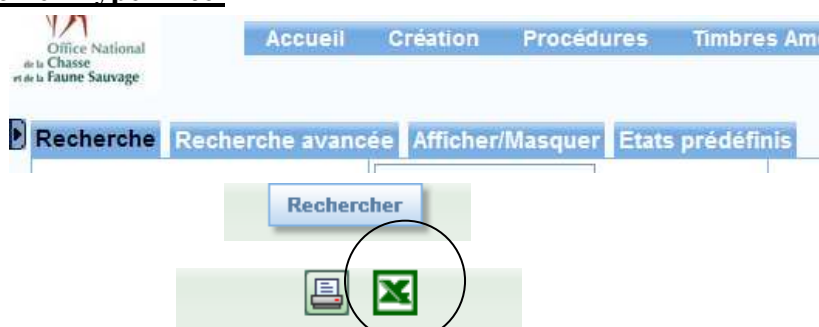 Office National
de la Chasse
et de la Faune Sauvage
Accueil Création Procédures Timbres Am
Recherche Recherche avancée Afficher/Masquer Etats prédéfinis
Rechercher